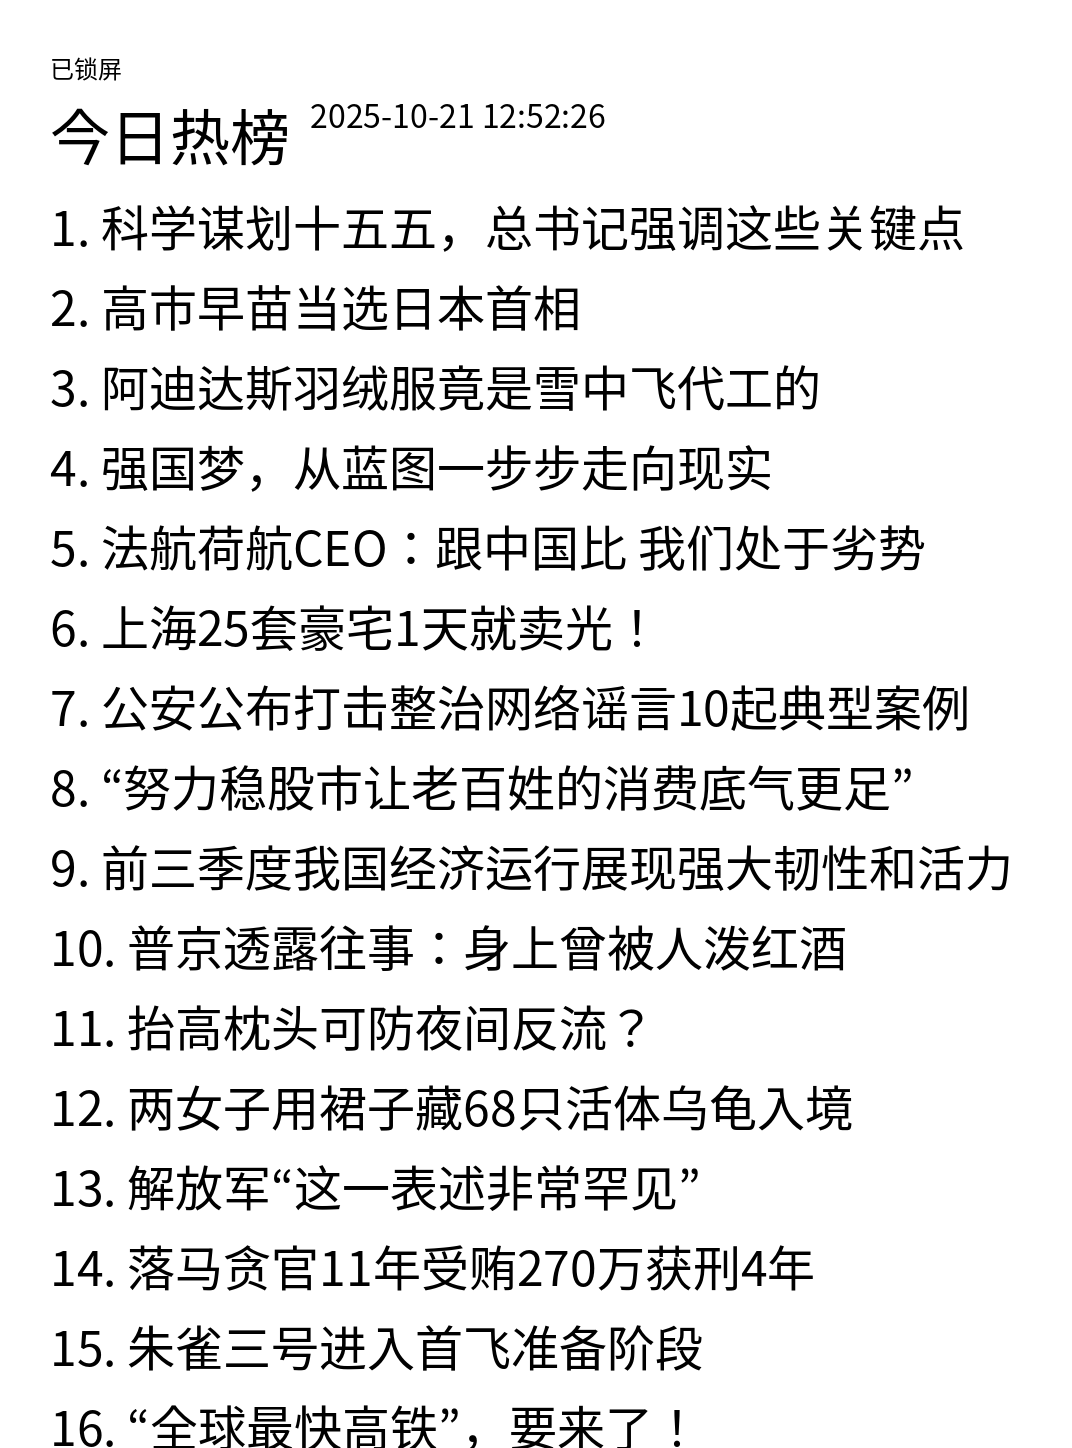 已锁屏
今日热榜 2025-10-21 12:52:26
1. 科学谋划十五五，总书记强调这些关键点
2. 高市早苗当选日本首相
3. 阿迪达斯羽绒服竟是雪中飞代工的
4. 强国梦，从蓝图一步步走向现实
5. 法航荷航CEO：跟中国比 我们处于劣势
6. 上海25套豪宅1天就卖光！
7. 公安公布打击整治网络谣言10起典型案例
8. “努力稳股市让老百姓的消费底气更足”
9. 前三季度我国经济运行展现强大韧性和活力
10. 普京透露往事：身上曾被人泼红酒
11. 抬高枕头可防夜间反流？
12. 两女子用裙子藏68只活体乌龟入境
13. 解放军“这一表述非常罕见”
14. 落马贪官11年受贿270万获刑4年
15. 朱雀三号进入首飞准备阶段
16. “全球最快高铁”，要来了！